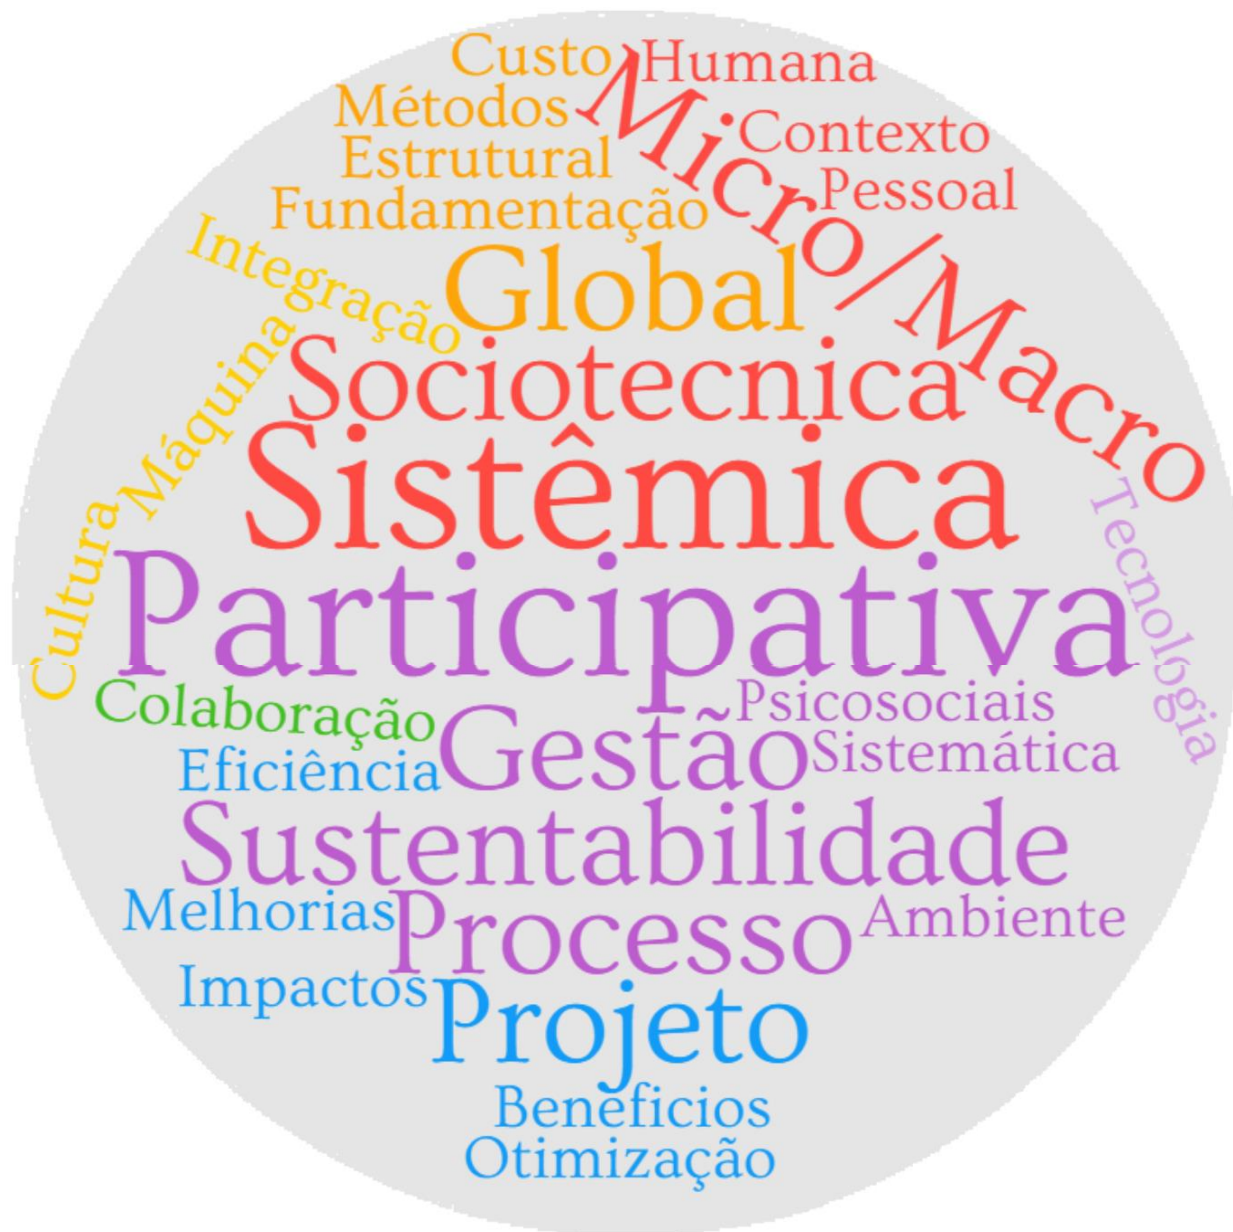 Custo
Humana
Métodos
Micro/Macro
Contexto
Estrutural
Pessoal
Fundamentação
Integração
Global
Máquina
Sociotecnica
Sistêmica
Cultura
Tecnologia
Participativa
Colaboração
Psicosociais
Gestão
Sistemática
Eficiência
Sustentabilidade
Melhorias
Processo
Ambiente
Impactos
Projeto
Beneficios
Otimização